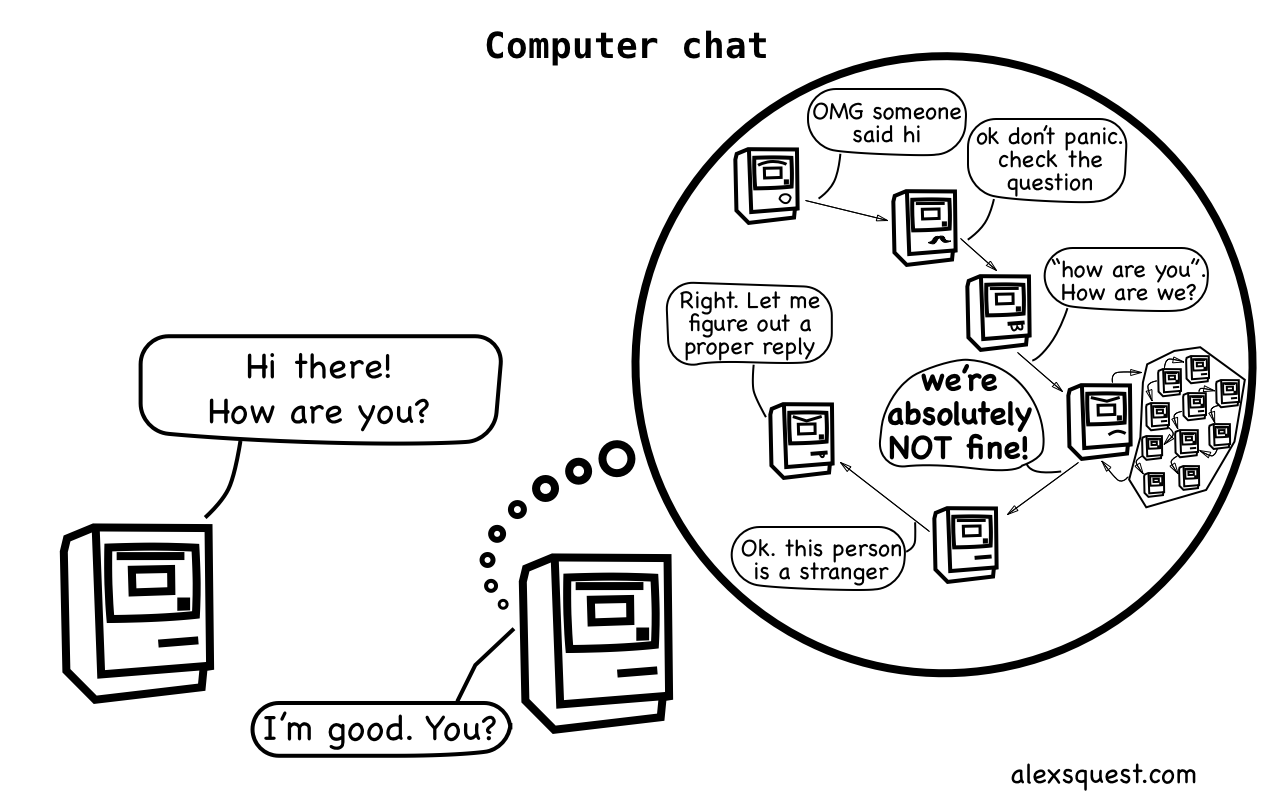 Computer chat
Hi there!
How are you?
OMG someone
said hi
ok don't panic.
check the
question
"how are you".
How are we?
we're
absolutely
NOT fine!
Ok. this person
is a stranger
Right. Let me
figure out a
proper reply
I'm good. You?
alexsquest.com